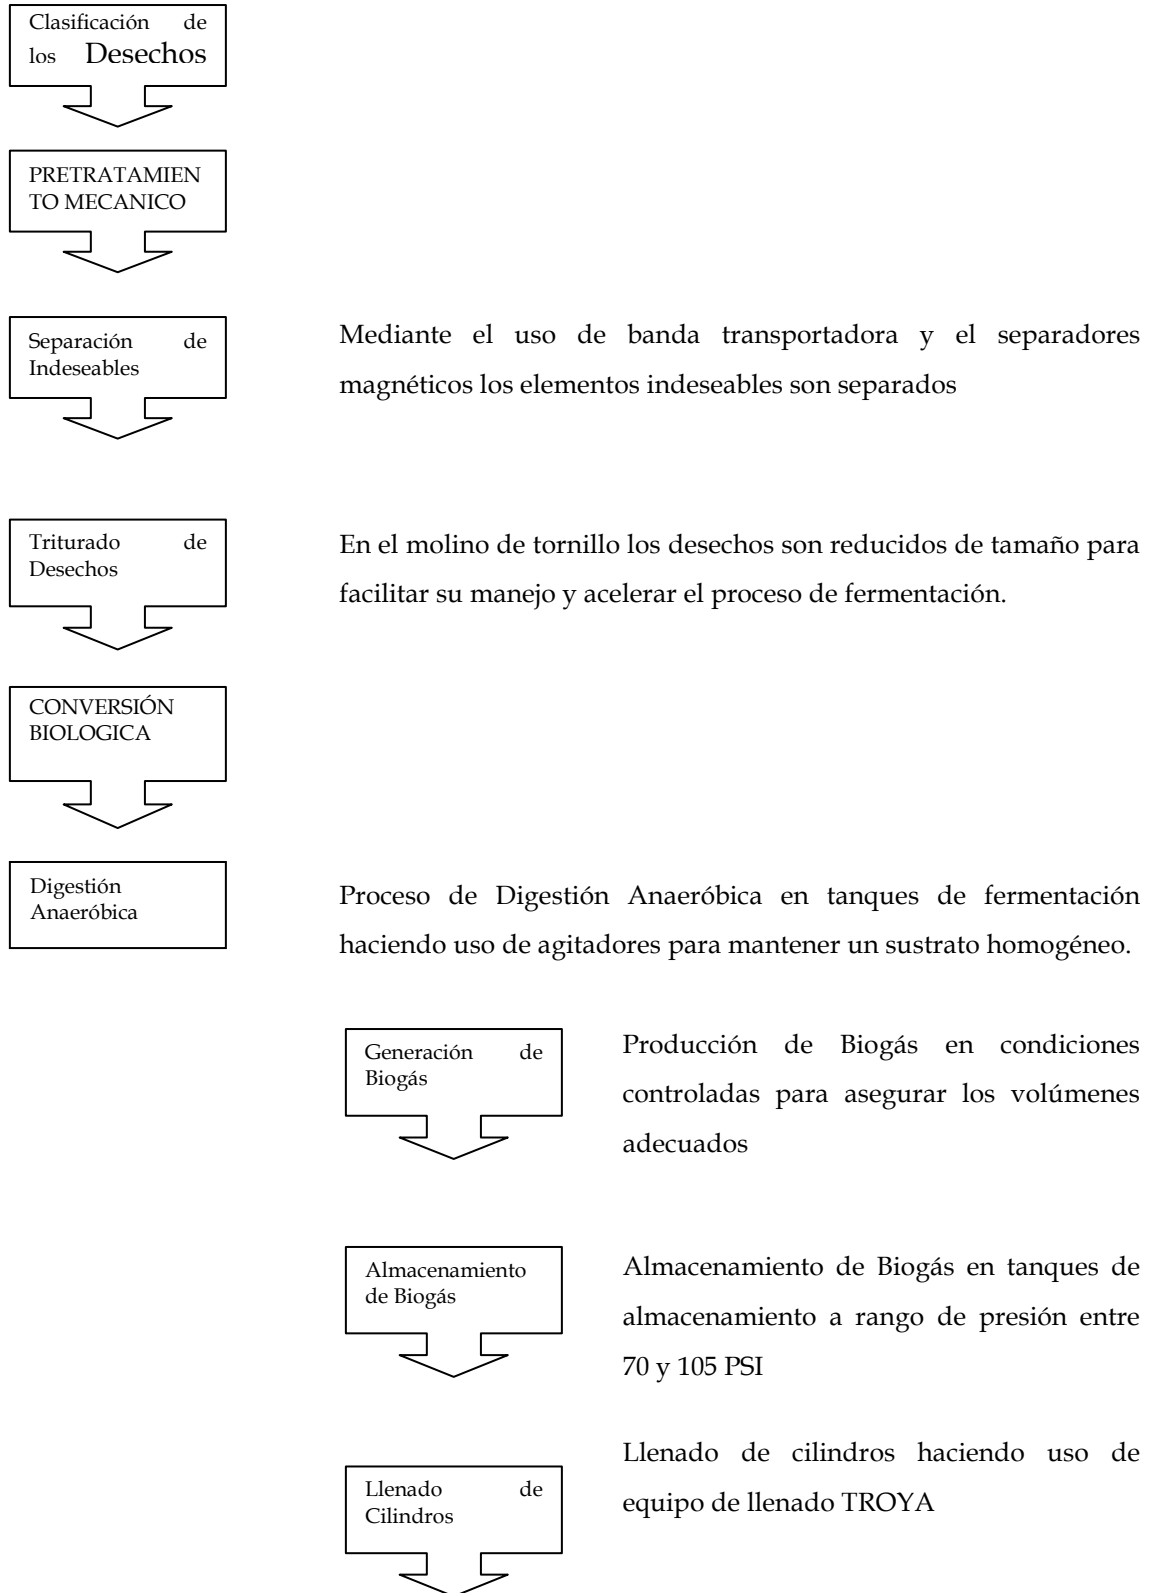 Clasificación de
los Desechos
PRETRATAMIEN
TO MECANICO
Separación de
Indeseables
Mediante el uso de banda transportadora y el separadores
magnéticos los elementos indeseables son separados
Triturado de
Desechos
En el molino de tornillo los desechos son reducidos de tamaño para
facilitar su manejo y acelerar el proceso de fermentación.
CONVERSIÓN
BIOLOGICA
Digestión
Anaeróbica
Proceso de Digestión Anaeróbica en tanques de fermentación
haciendo uso de agitadores para mantener un sustrato homogéneo.
Generación de
Biogás
Producción de Biogás en condiciones
controladas para asegurar los volúmenes
adecuados
Almacenamiento
de Biogás
Almacenamiento de Biogás en tanques de
almacenamiento a rango de presión entre
70 y 105 PSI
Llenado de
Cilindros
Llenado de cilindros haciendo uso de
equipo de llenado TROYA